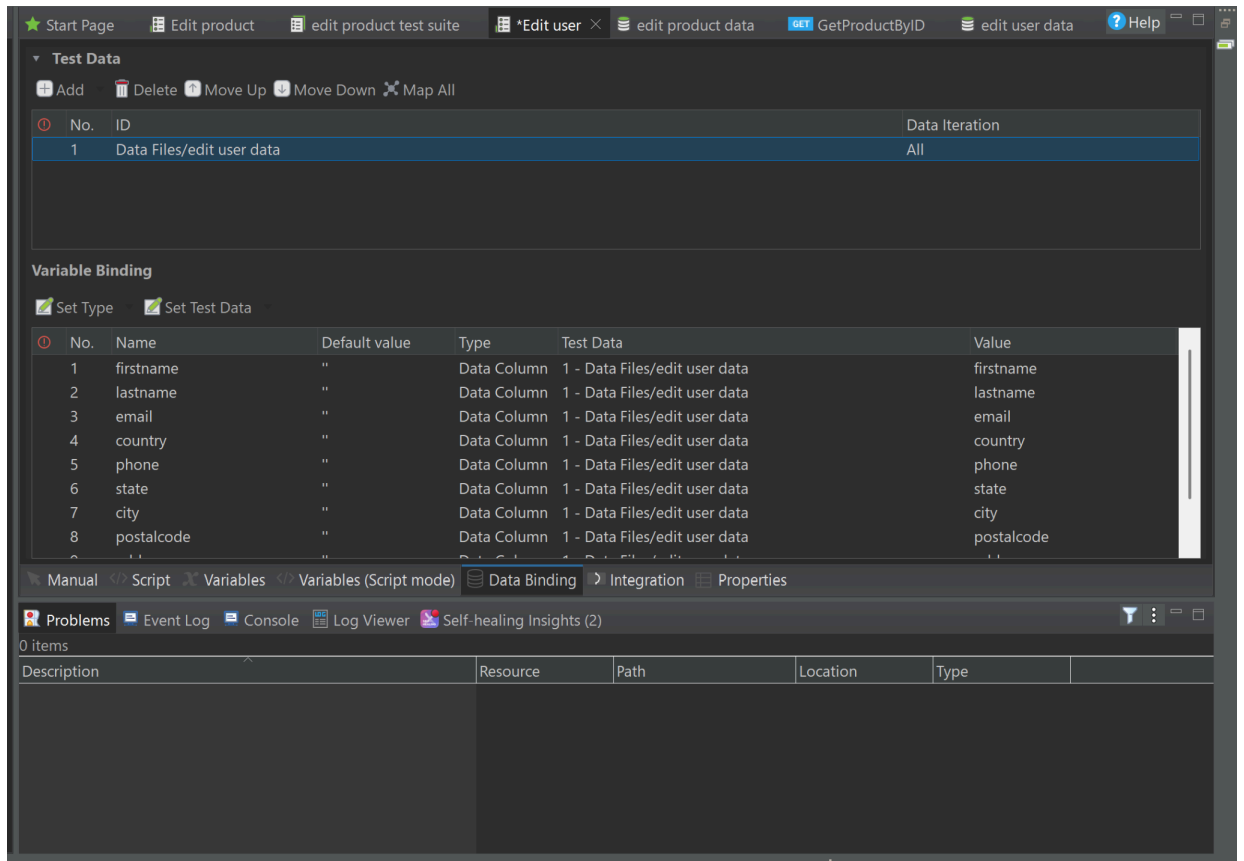 Start Page Edit product edit product test suite *Edit user edit product data GET GetProductByID edit user data Help
Test Data
Add Delete Move Up Move Down Map All
No. ID Data Iteration
1 Data Files/edit user data All
Variable Binding
Set Type Set Test Data
No. Name Default value Type Test Data Value
1 firstname '' Data Column 1 - Data Files/edit user data firstname
2 lastname '' Data Column 1 - Data Files/edit user data lastname
3 email '' Data Column 1 - Data Files/edit user data email
4 country '' Data Column 1 - Data Files/edit user data country
5 phone '' Data Column 1 - Data Files/edit user data phone
6 state '' Data Column 1 - Data Files/edit user data state
7 city '' Data Column 1 - Data Files/edit user data city
8 postalcode '' Data Column 1 - Data Files/edit user data postalcode
Manual Script Variables Variables (Script mode) Data Binding Integration Properties
Problems Event Log Console Log Viewer Self-healing Insights (2)
0 items
Description Resource Path Location Type